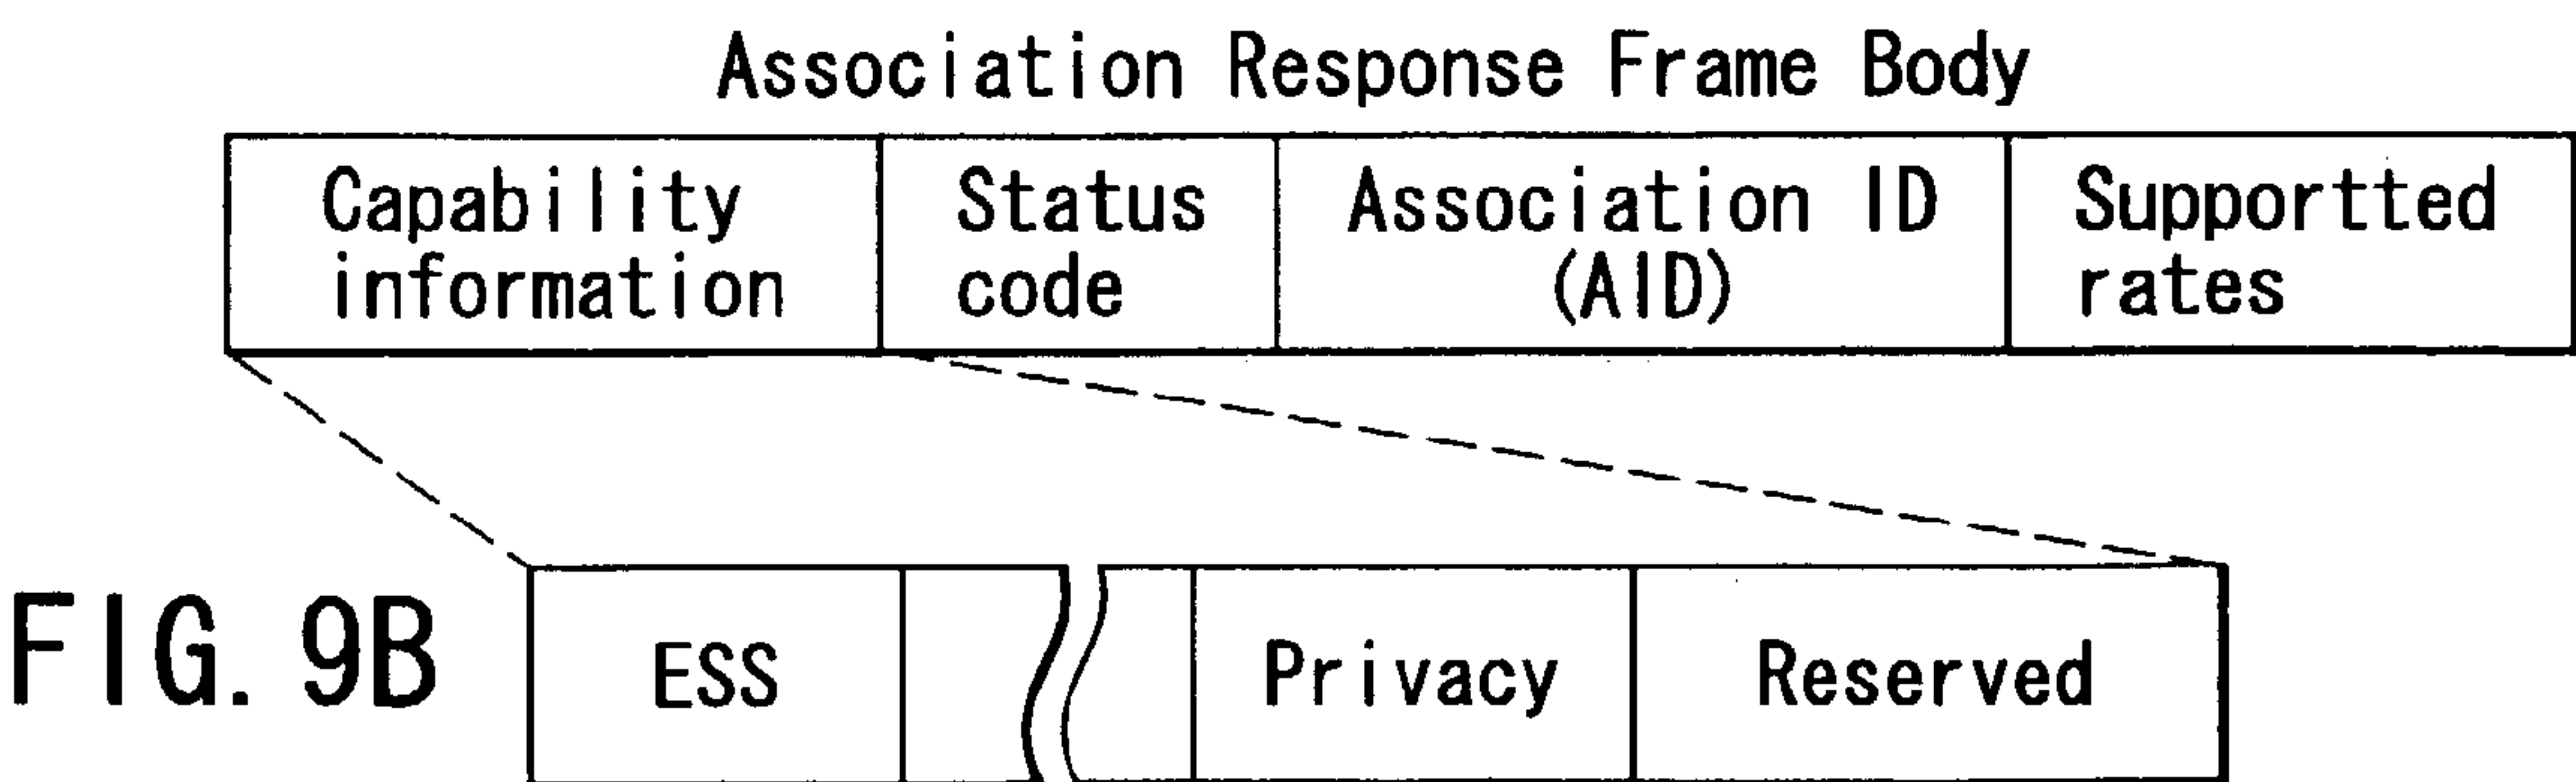 Association Response Frame Body
Capability information
Status code
Association ID (AID)
Supportted rates
FIG. 9B
ESS
Privacy
Reserved